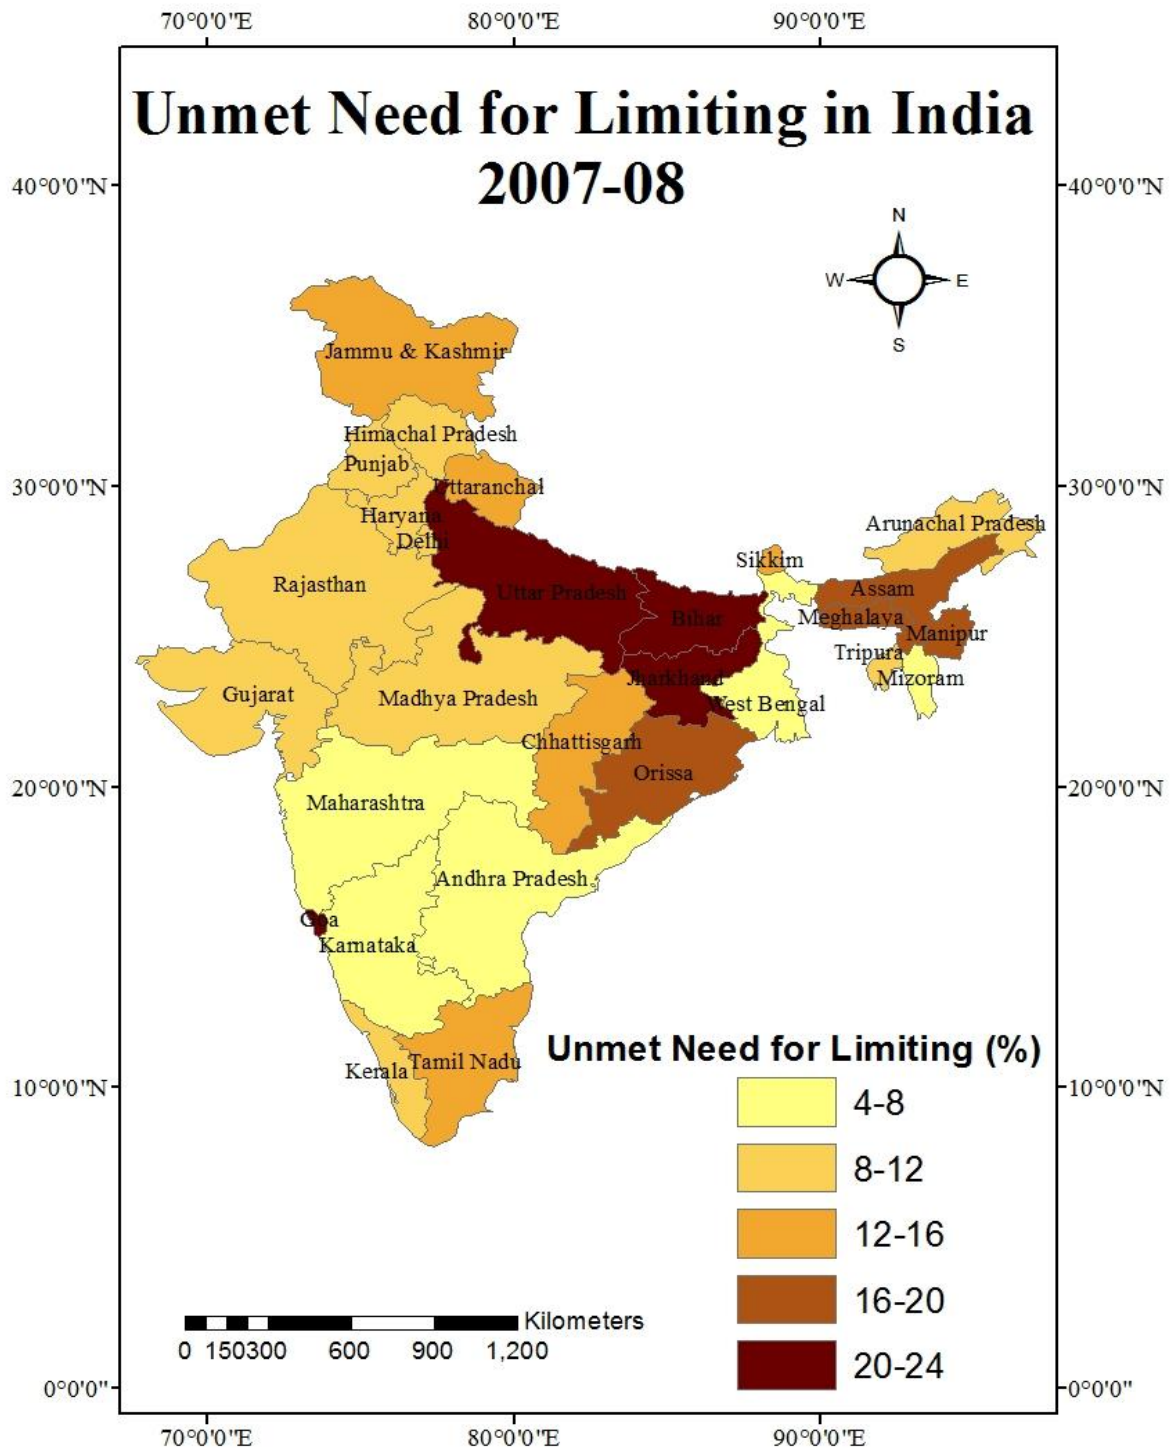 70°0'0"E 80°0'0"E 90°0'0"E
Unmet Need for Limiting in India
2007-08
40°0'0"N 40°0'0"N
N
W E
S
Jammu & Kashmir
Himachal Pradesh
Punjab
30°0'0"N Uttaranchal 30°0'0"N
Haryana
Arunachal Pradesh
Delhi
Sikkim
Rajasthan
Uttar Pradesh
Assam
Bihar
Meghalaya
Manipur
Tripura
Jharkhand
Mizoram
Gujarat
Madhya Pradesh
West Bengal
Chhattisgarh
Orissa
20°0'0"N 20°0'0"N
Maharashtra
Andhra Pradesh
Goa
Karnataka
Unmet Need for Limiting (%)
Tamil Nadu
Kerala
10°0'0"N 10°0'0"N
4-8
8-12
12-16
16-20
20-24
Kilometers
0 150 300 600 900 1,200
0°0'0" 0°0'0"
70°0'0"E 80°0'0"E 90°0'0"E